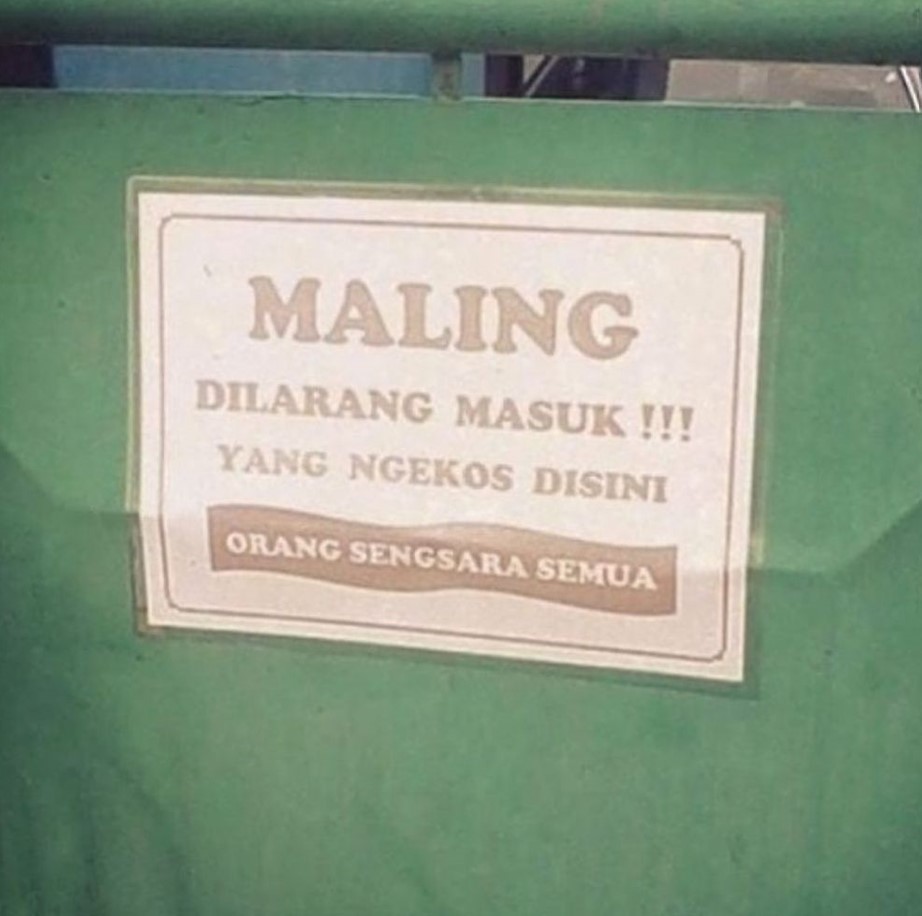 MALING
DILARANG MASUK !!!
YANG NGEKOS DISINI
ORANG SENGSARA SEMUA